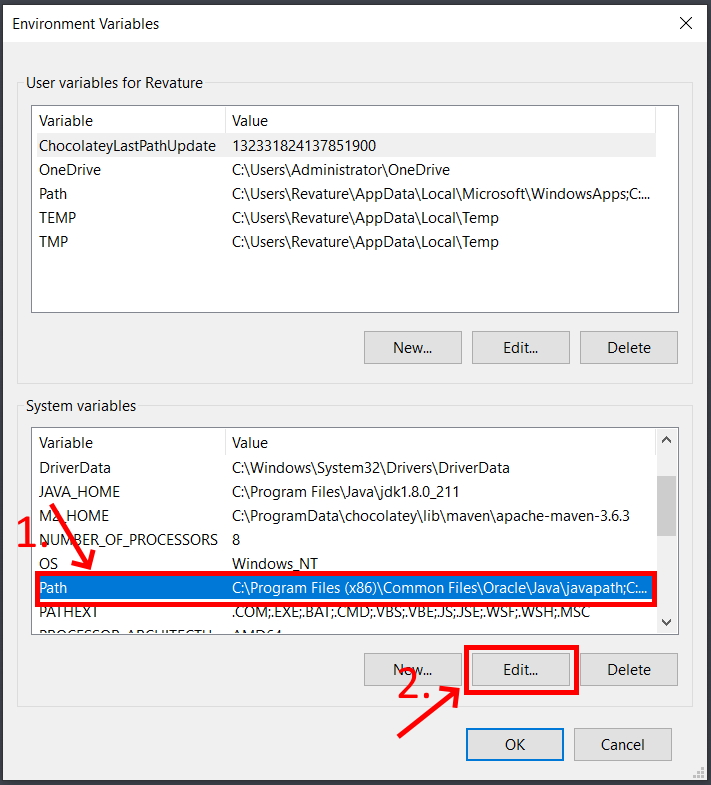 Environment Variables
User variables for Revature
Variable Value
ChocolateyLastPathUpdate 132331824137851900
OneDrive C:\Users\Administrator\OneDrive
Path C:\Users\Revature\AppData\Local\Microsoft\WindowsApps;C:...
TEMP C:\Users\Revature\AppData\Local\Temp
TMP C:\Users\Revature\AppData\Local\Temp
New... Edit... Delete
System variables
Variable Value
DriverData C:\Windows\System32\Drivers\DriverData
JAVA_HOME C:\Program Files\Java\jdk1.8.0_211
M2_HOME C:\ProgramData\chocolatey\lib\maven\apache-maven-3.6.3
1.
NUMBER_OF_PROCESSORS 8
OS Windows_NT
Path C:\Program Files (x86)\Common Files\Oracle\Java\javapath;C:...
PATHEXT .COM;.EXE;.BAT;.CMD;.VBS;.VBE;.JS;.JSE;.WSF;.WSH;.MSC
PROCESSOR_ARCHITECTU AMD64
New... Edit... Delete
2.
OK Cancel